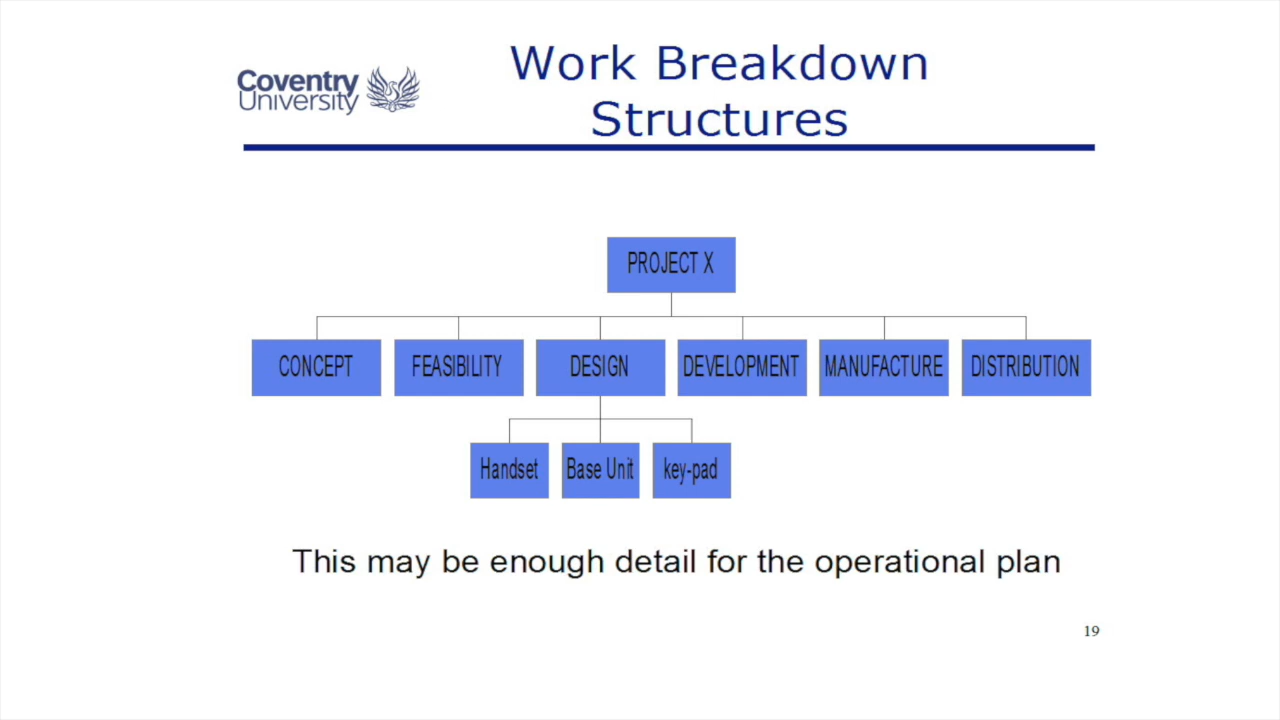 Coventry
University
Work Breakdown
Structures
PROJECT X
CONCEPT
FEASIBILITY
DESIGN
DEVELOPMENT
MANUFACTURE
DISTRIBUTION
Handset
Base Unit
key-pad
This may be enough detail for the operational plan
19